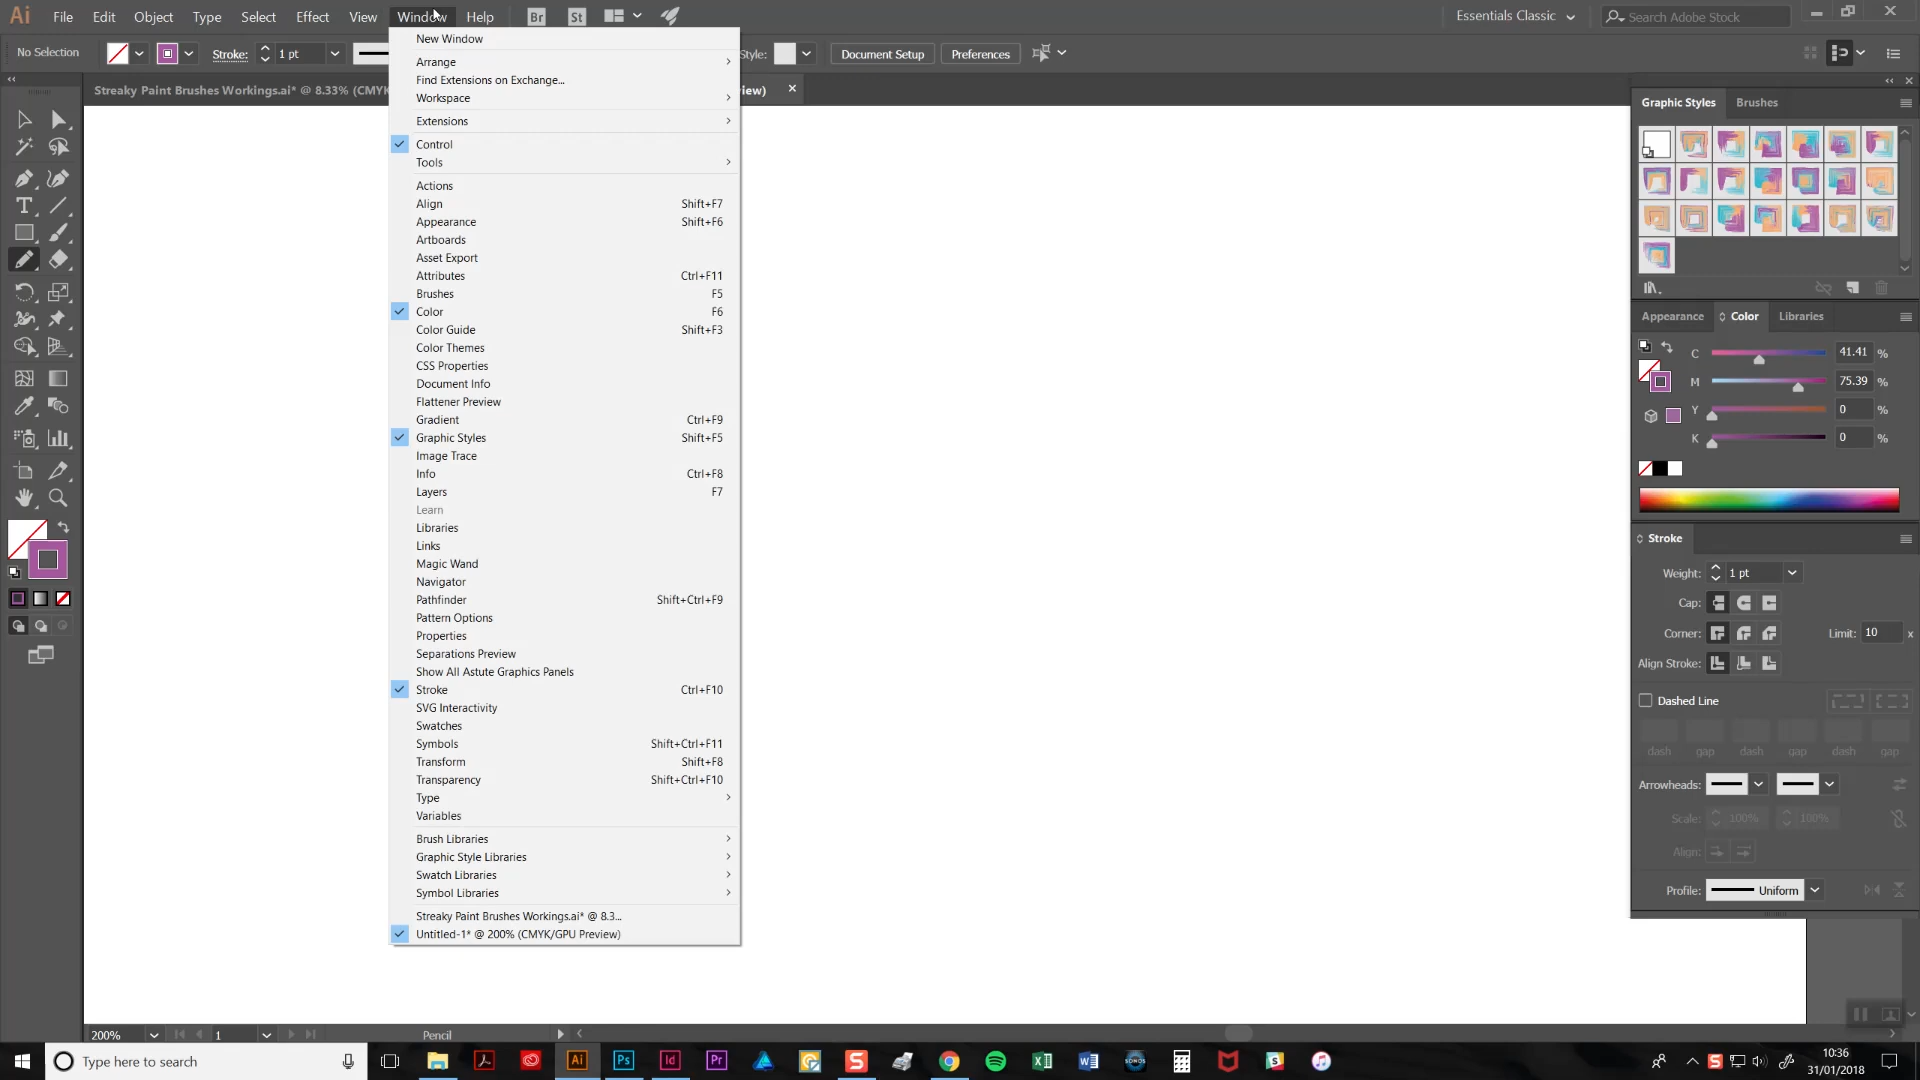 Ai File Edit Object Type Select Effect View Window Help Br St Essentials Classic Search Adobe Stock
No Selection Stroke: 1 pt Style: Document Setup Preferences
Streaky Paint Brushes Workings.ai* @ 8.33% (CMYK iew) ×
New Window
Arrange
Find Extensions on Exchange...
Workspace
Extensions
Control
Tools
Actions
Align Shift+F7
Appearance Shift+F6
Artboards
Asset Export
Attributes Ctrl+F11
Brushes F5
Color F6
Color Guide Shift+F3
Color Themes
CSS Properties
Document Info
Flattener Preview
Gradient Ctrl+F9
Graphic Styles Shift+F5
Image Trace
Info Ctrl+F8
Layers F7
Learn
Libraries
Links
Magic Wand
Navigator
Pathfinder Shift+Ctrl+F9
Pattern Options
Properties
Separations Preview
Show All Astute Graphics Panels
Stroke Ctrl+F10
SVG Interactivity
Swatches
Symbols Shift+Ctrl+F11
Transform Shift+F8
Transparency Shift+Ctrl+F10
Type
Variables
Brush Libraries
Graphic Style Libraries
Swatch Libraries
Symbol Libraries
Streaky Paint Brushes Workings.ai* @ 8.3...
Untitled-1* @ 200% (CMYK/GPU Preview)
Graphic Styles Brushes
Appearance Color Libraries
C 41.41 %
M 75.39 %
Y 0 %
K 0 %
Stroke
Weight: 1 pt
Cap:
Corner: Limit: 10 x
Align Stroke:
Dashed Line
dash gap dash gap dash gap
Arrowheads:
Scale: 100% 100%
Align:
Profile: Uniform
200% 1 Pencil
Type here to search
Ai Ps Id Pr
SONOS
10:36
31/01/2018